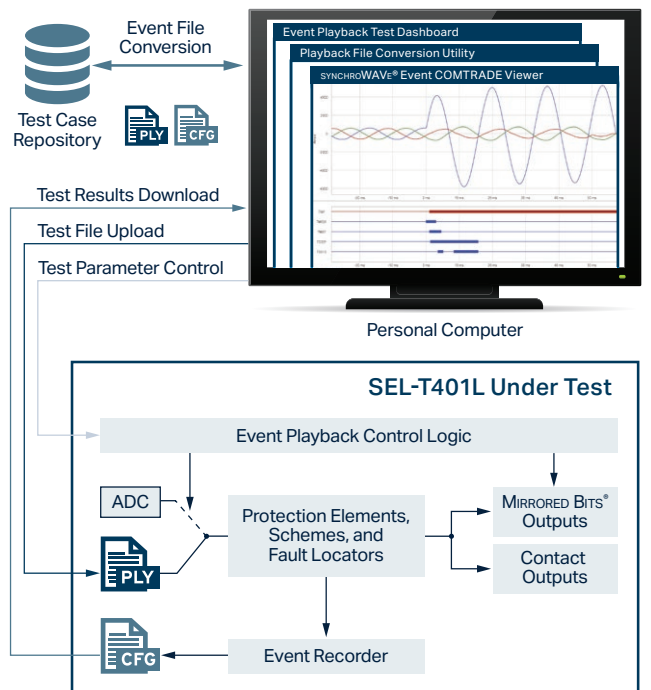 Event File
Conversion
Test Case
Repository
PLY
CFG
Event Playback Test Dashboard
Playback File Conversion Utility
SYNCHROWAVE® Event COMTRADE Viewer
Test Results Download
Test File Upload
Test Parameter Control
Personal Computer
SEL-T401L Under Test
Event Playback Control Logic
ADC
PLY
Protection Elements,
Schemes, and
Fault Locators
MIRRORED BITS®
Outputs
Contact
Outputs
CFG
Event Recorder